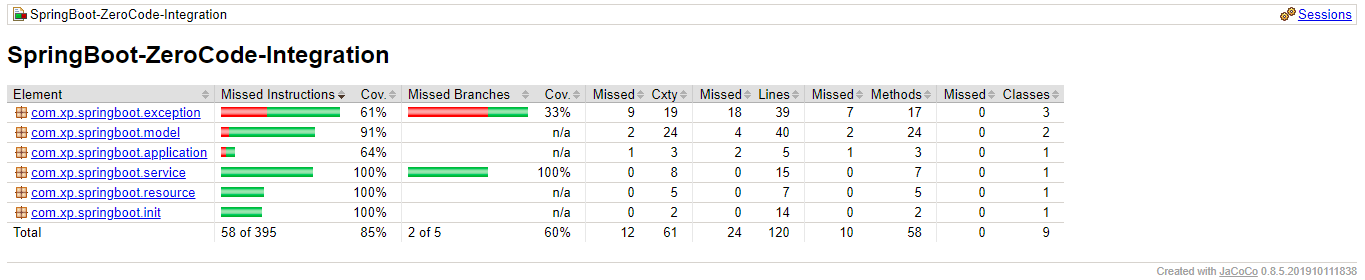 SpringBoot-ZeroCode-Integration Sessions
SpringBoot-ZeroCode-Integration
Element Missed Instructions Cov. Missed Branches Cov. Missed Cxty Missed Lines Missed Methods Missed Classes
com.xp.springboot.exception 61% 33% 9 19 18 39 7 17 0 3
com.xp.springboot.model 91% n/a 2 24 4 40 2 24 0 2
com.xp.springboot.application 64% n/a 1 3 2 5 1 3 0 1
com.xp.springboot.service 100% 100% 0 8 0 15 0 7 0 1
com.xp.springboot.resource 100% n/a 0 5 0 7 0 5 0 1
com.xp.springboot.init 100% n/a 0 2 0 14 0 2 0 1
Total 58 of 395 85% 2 of 5 60% 12 61 24 120 10 58 0 9
Created with JaCoCo 0.8.5.201910111838